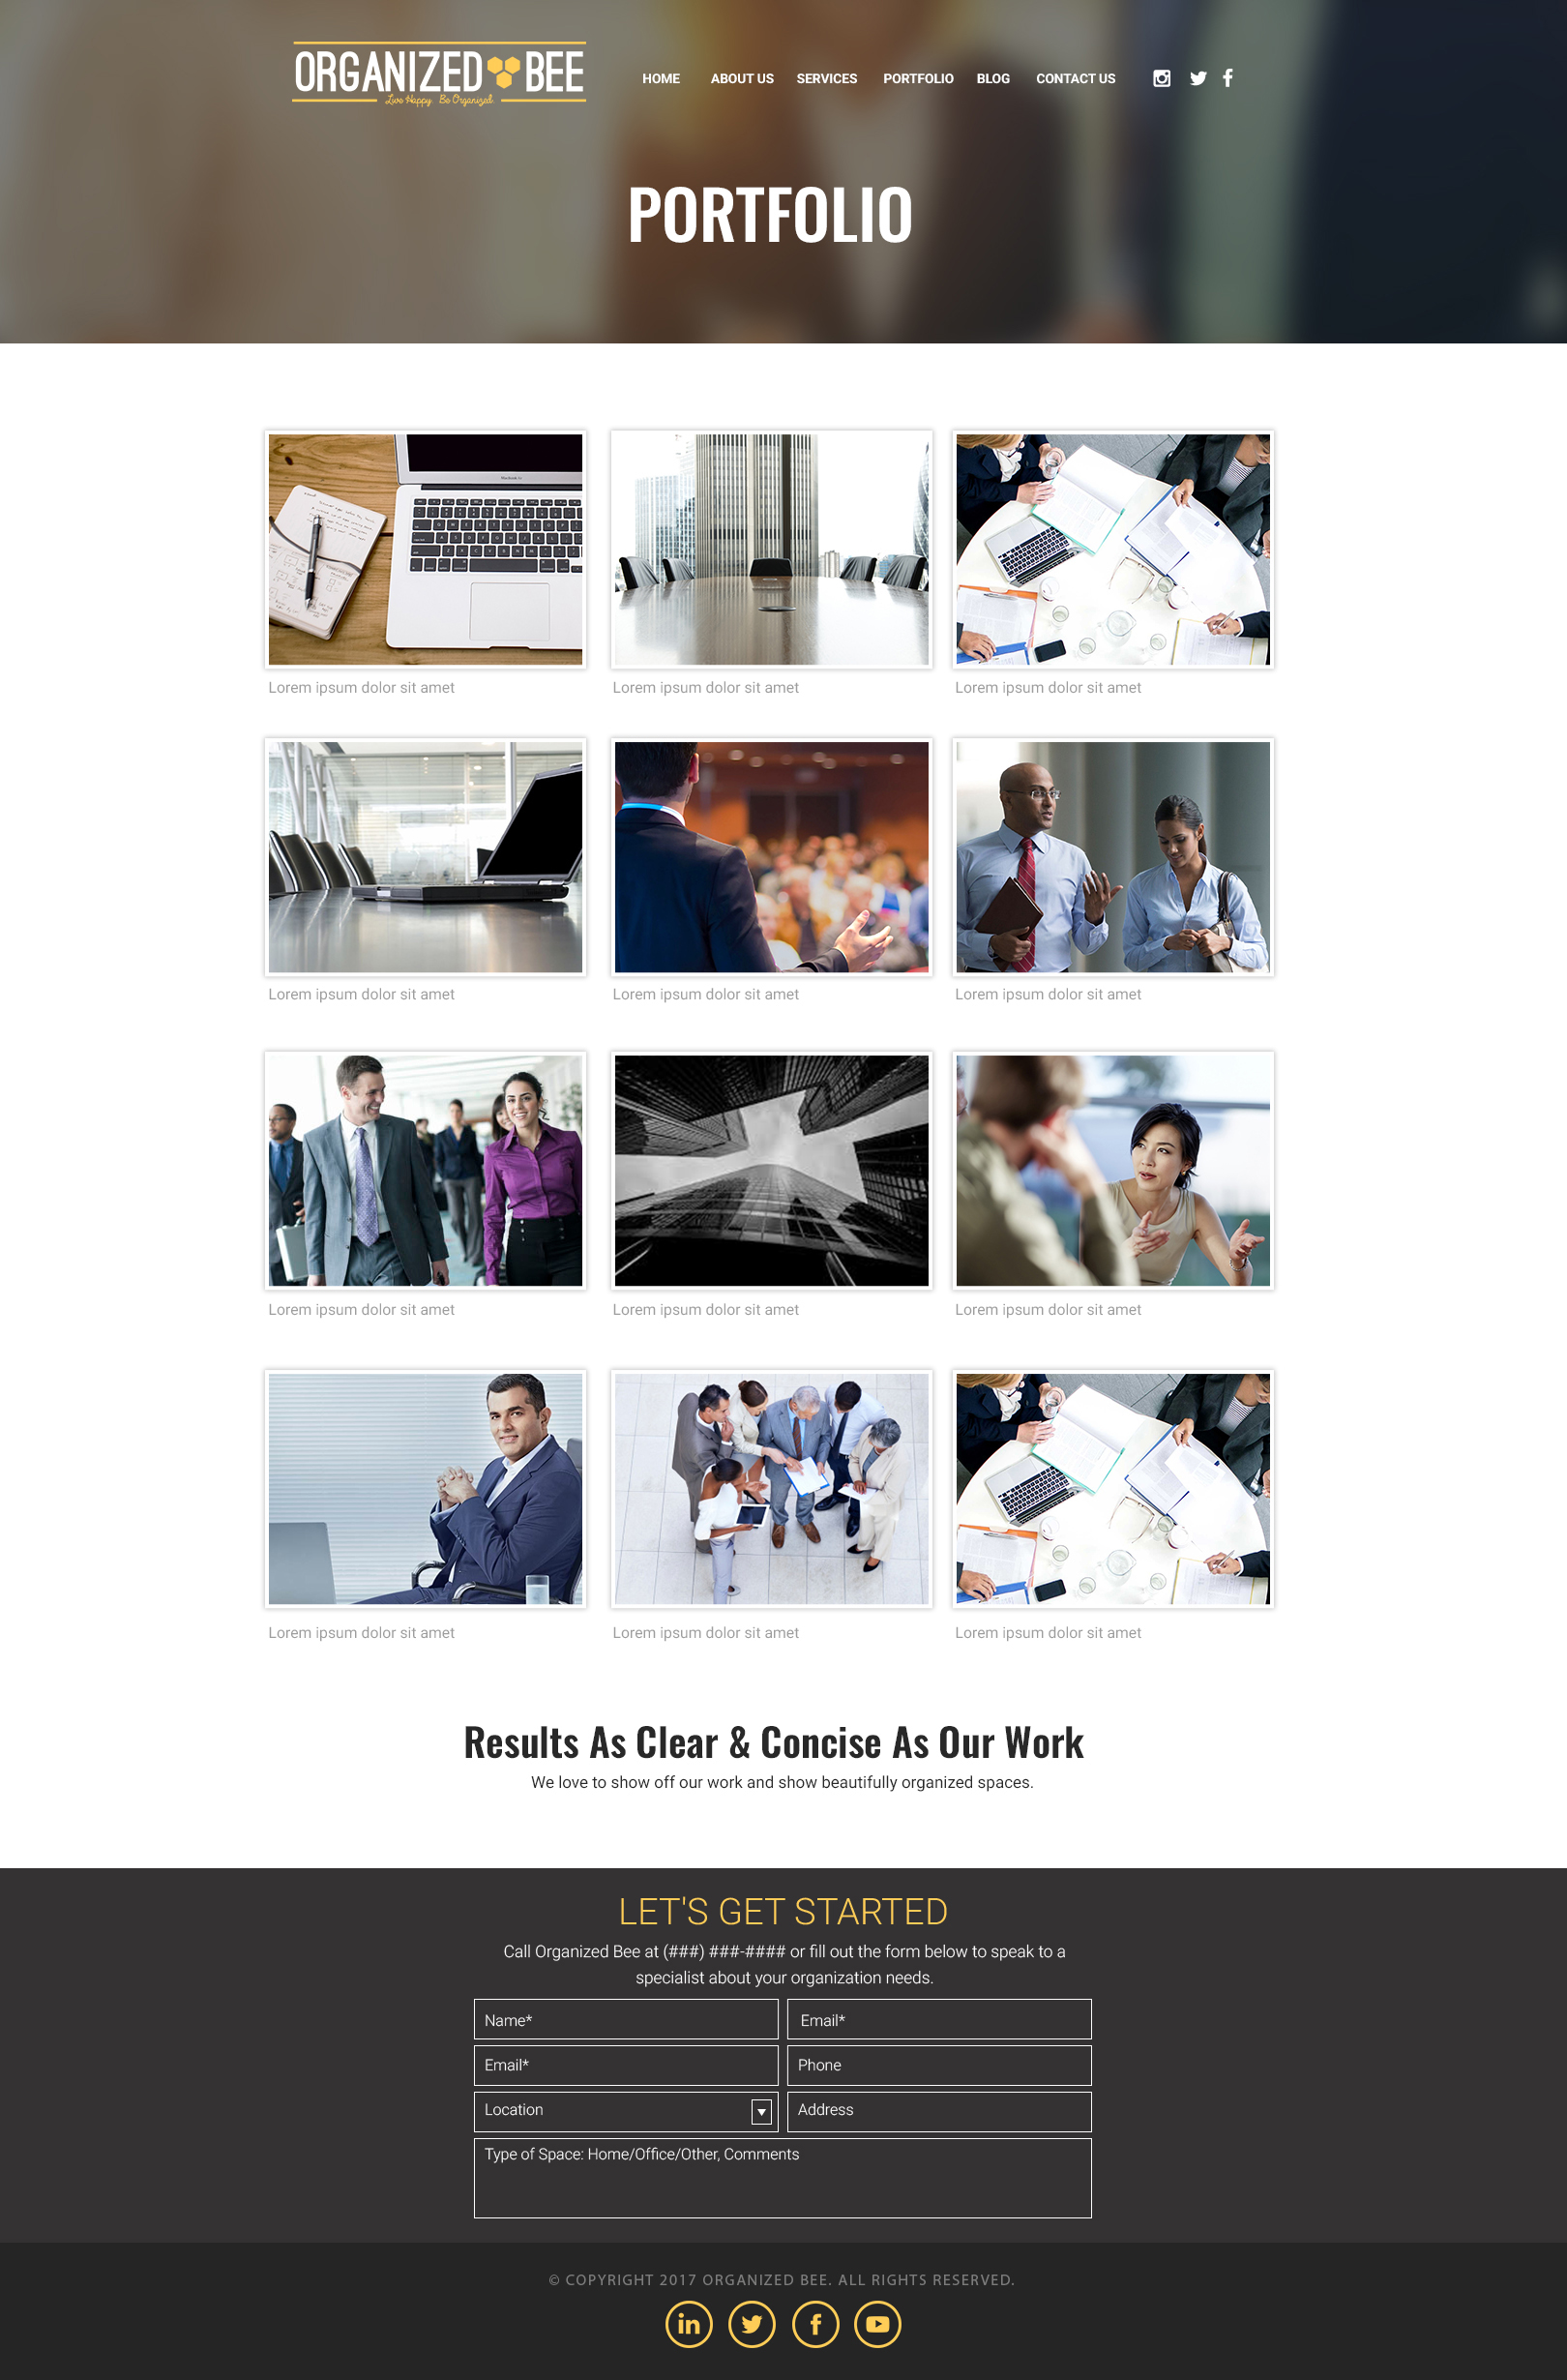 ORGANIZED BEE
Live Happy. Be Organized.
HOME ABOUT US SERVICES PORTFOLIO BLOG CONTACT US
PORTFOLIO
Lorem ipsum dolor sit amet
Lorem ipsum dolor sit amet
Lorem ipsum dolor sit amet
Lorem ipsum dolor sit amet
Lorem ipsum dolor sit amet
Lorem ipsum dolor sit amet
Lorem ipsum dolor sit amet
Lorem ipsum dolor sit amet
Lorem ipsum dolor sit amet
Lorem ipsum dolor sit amet
Lorem ipsum dolor sit amet
Lorem ipsum dolor sit amet
Results As Clear & Concise As Our Work
We love to show off our work and show beautifully organized spaces.
LET'S GET STARTED
Call Organized Bee at (###) ###-#### or fill out the form below to speak to a
specialist about your organization needs.
Name* Email*
Email* Phone
Location Address
Type of Space: Home/Office/Other, Comments
© COPYRIGHT 2017 ORGANIZED BEE. ALL RIGHTS RESERVED.